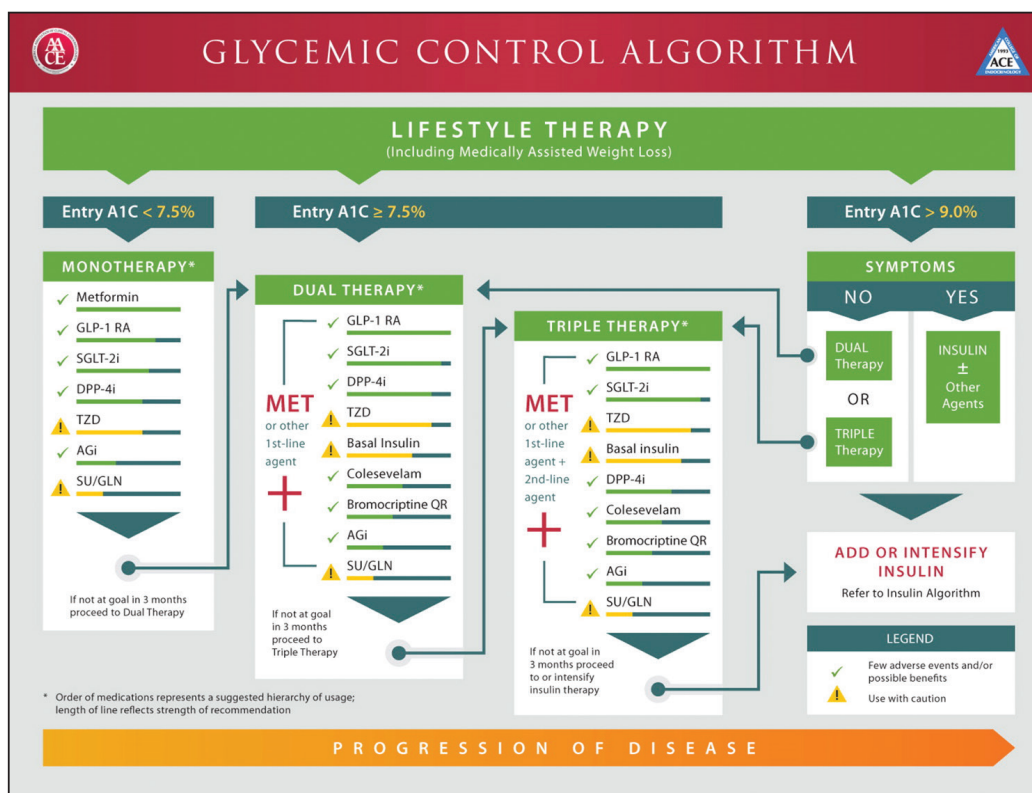 GLYCEMIC CONTROL ALGORITHM
AACE
1993
ACE
ENDOCRINOLOGY
LIFESTYLE THERAPY
(Including Medically Assisted Weight Loss)
Entry A1C < 7.5%
MONOTHERAPY*
Metformin
GLP-1 RA
SGLT-2i
DPP-4i
TZD
AGi
SU/GLN
If not at goal in 3 months
proceed to Dual Therapy
Entry A1C ≥ 7.5%
DUAL THERAPY*
MET
or other
1st-line
agent
+
GLP-1 RA
SGLT-2i
DPP-4i
TZD
Basal Insulin
Colesevelam
Bromocriptine QR
AGi
SU/GLN
If not at goal
in 3 months
proceed to
Triple Therapy
TRIPLE THERAPY*
MET
or other
1st-line
agent +
2nd-line
agent
+
GLP-1 RA
SGLT-2i
TZD
Basal insulin
DPP-4i
Colesevelam
Bromocriptine QR
AGi
SU/GLN
If not at goal in
3 months proceed
to or intensify
insulin therapy
Entry A1C > 9.0%
SYMPTOMS
NO
YES
DUAL
Therapy
OR
TRIPLE
Therapy
INSULIN
±
Other
Agents
ADD OR INTENSIFY
INSULIN
Refer to Insulin Algorithm
LEGEND
Few adverse events and/or
possible benefits
Use with caution
* Order of medications represents a suggested hierarchy of usage;
length of line reflects strength of recommendation
PROGRESSION OF DISEASE